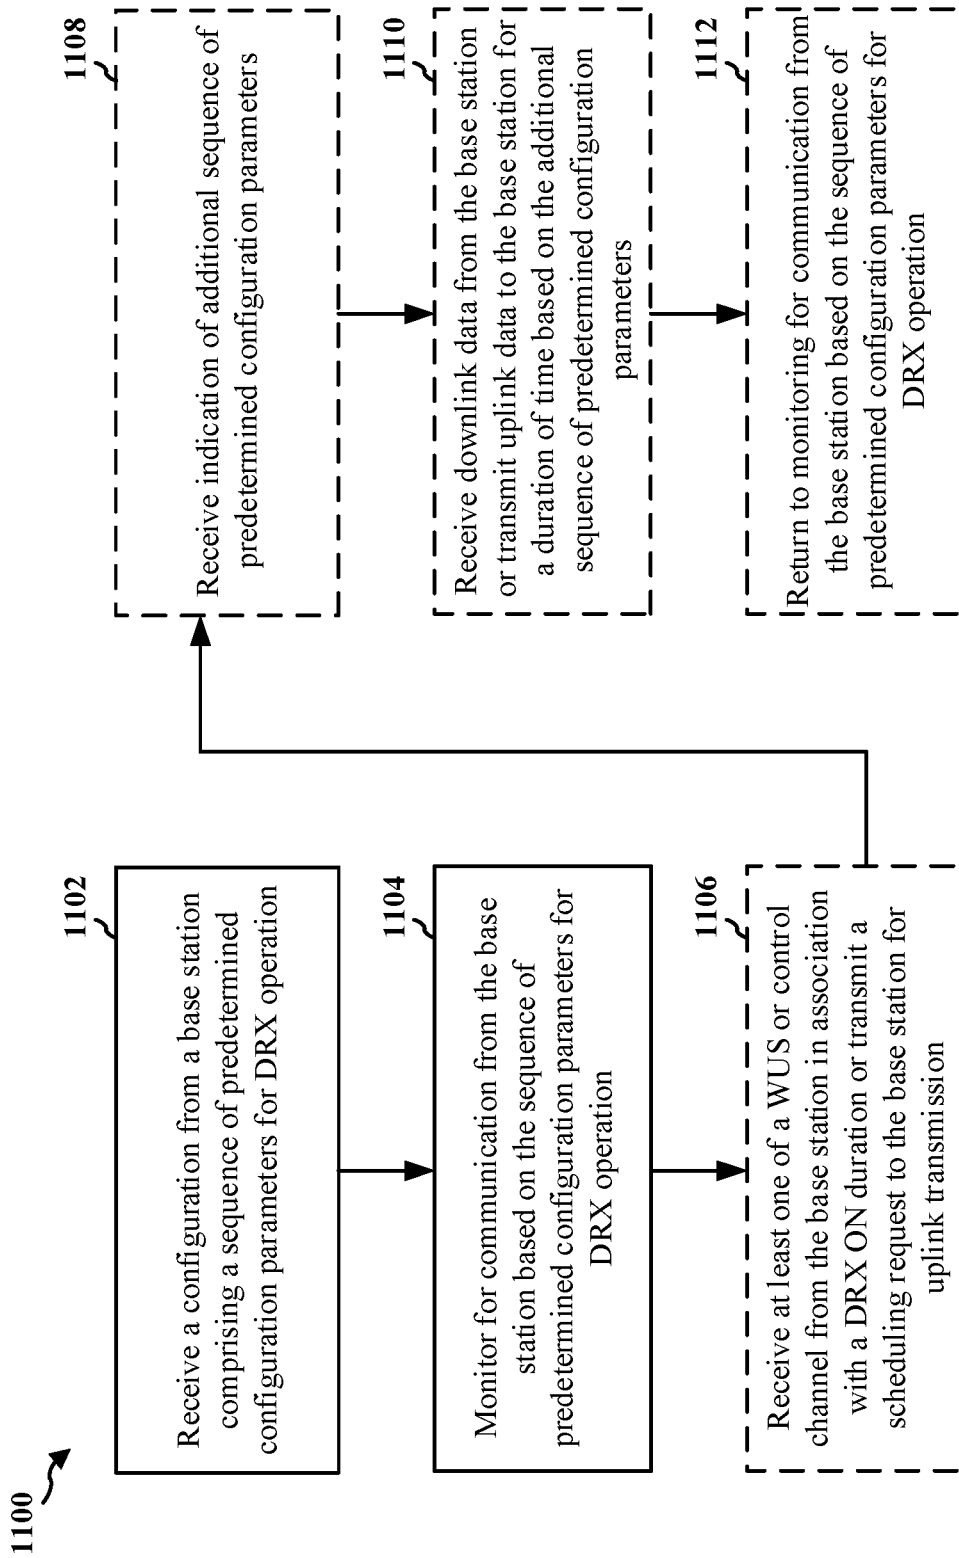 1100
1102
Receive a configuration from a base station
comprising a sequence of predetermined
configuration parameters for DRX operation
1104
Monitor for communication from the base
station based on the sequence of
predetermined configuration parameters for
DRX operation
1106
Receive at least one of a WUS or control
channel from the base station in association
with a DRX ON duration or transmit a
scheduling request to the base station for
uplink transmission
1108
Receive indication of additional sequence of
predetermined configuration parameters
1110
Receive downlink data from the base station
or transmit uplink data to the base station for
a duration of time based on the additional
sequence of predetermined configuration
parameters
1112
Return to monitoring for communication from
the base station based on the sequence of
predetermined configuration parameters for
DRX operation